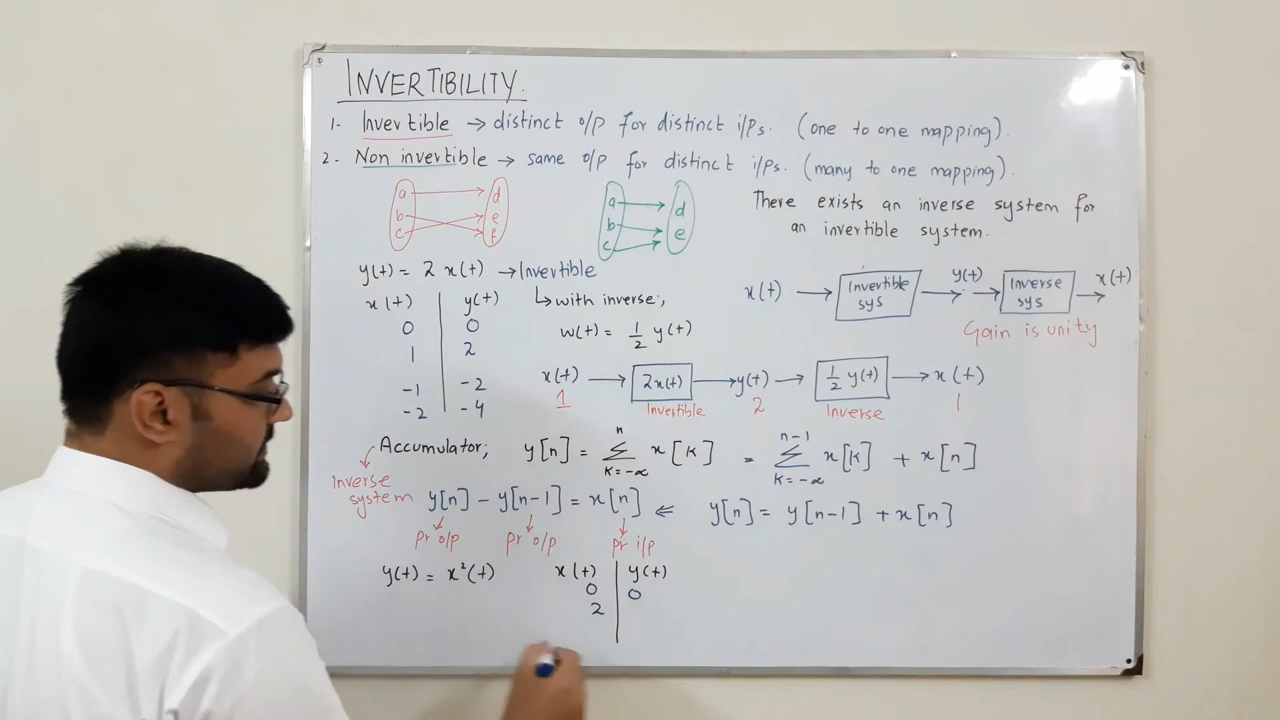 INVERTIBILITY.
1- Invertible → distinct o/p for distinct i/ps. (one to one mapping).
2- Non invertible → same o/p for distinct i/ps. (many to one mapping).
a d
b e
c f
a d
b e
c
There exists an inverse system for
an invertible system.
y(t) = 2 x(t) → Invertible
↳ with inverse;,
w(t) = 1/2 y(t)
x(t) y(t)
0 0
1 2
-1 -2
-2 -4
x(t) → Invertible sys → y(t) → Inverse sys → x(t)
Gain is unity
x(t) → 2x(t) → y(t) → 1/2 y(t) → x(t)
1 Invertible 2 Inverse 1
Accumulator; y[n] = Σ_{k=-∞}^{n} x[k] = Σ_{k=-∞}^{n-1} x[k] + x[n]
Inverse
system y[n] - y[n-1] = x[n] ⇐ y[n] = y[n-1] + x[n]
pr o/p pr o/p pr i/p
y(t) = x²(t)
x(t) y(t)
0 0
2